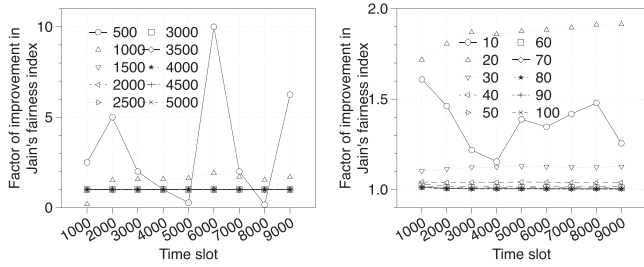 Factor of improvement in
Jain's fairness index
10
5
0
500 3000
1000 3500
1500 4000
2000 4500
2500 5000
1000 2000 3000 4000 5000 6000 7000 8000 9000
Time slot
Factor of improvement in
Jain's fairness index
2.0
1.5
1.0
10 60
20 70
30 80
40 90
50 100
1000 2000 3000 4000 5000 6000 7000 8000 9000
Time slot